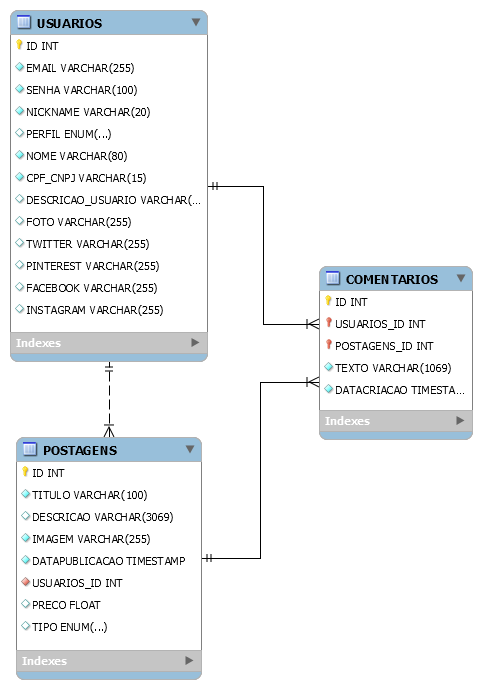 USUARIOS
ID INT
EMAIL VARCHAR(255)
SENHA VARCHAR(100)
NICKNAME VARCHAR(20)
PERFIL ENUM(...)
NOME VARCHAR(80)
CPF_CNPJ VARCHAR(15)
DESCRICAO_USUARIO VARCHAR(...
FOTO VARCHAR(255)
TWITTER VARCHAR(255)
PINTEREST VARCHAR(255)
FACEBOOK VARCHAR(255)
INSTAGRAM VARCHAR(255)
Indexes
COMENTARIOS
ID INT
USUARIOS_ID INT
POSTAGENS_ID INT
TEXTO VARCHAR(1069)
DATACRIACAO TIMESTA...
Indexes
POSTAGENS
ID INT
TITULO VARCHAR(100)
DESCRICAO VARCHAR(3069)
IMAGEM VARCHAR(255)
DATAPUBLICACAO TIMESTAMP
USUARIOS_ID INT
PRECO FLOAT
TIPO ENUM(...)
Indexes